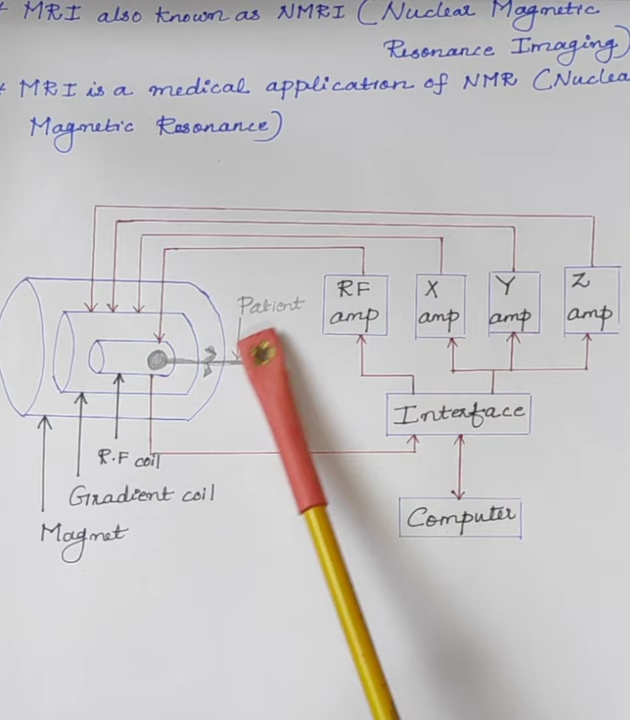 * MRI also known as NMRI (Nuclear Magnetic
Resonance Imaging)
* MRI is a medical application of NMR (Nuclea
Magnetic Resonance)
Patient
RF
amp
X
amp
Y
amp
Z
amp
Interface
R.F coil
Gradient coil
Magnet
Computer